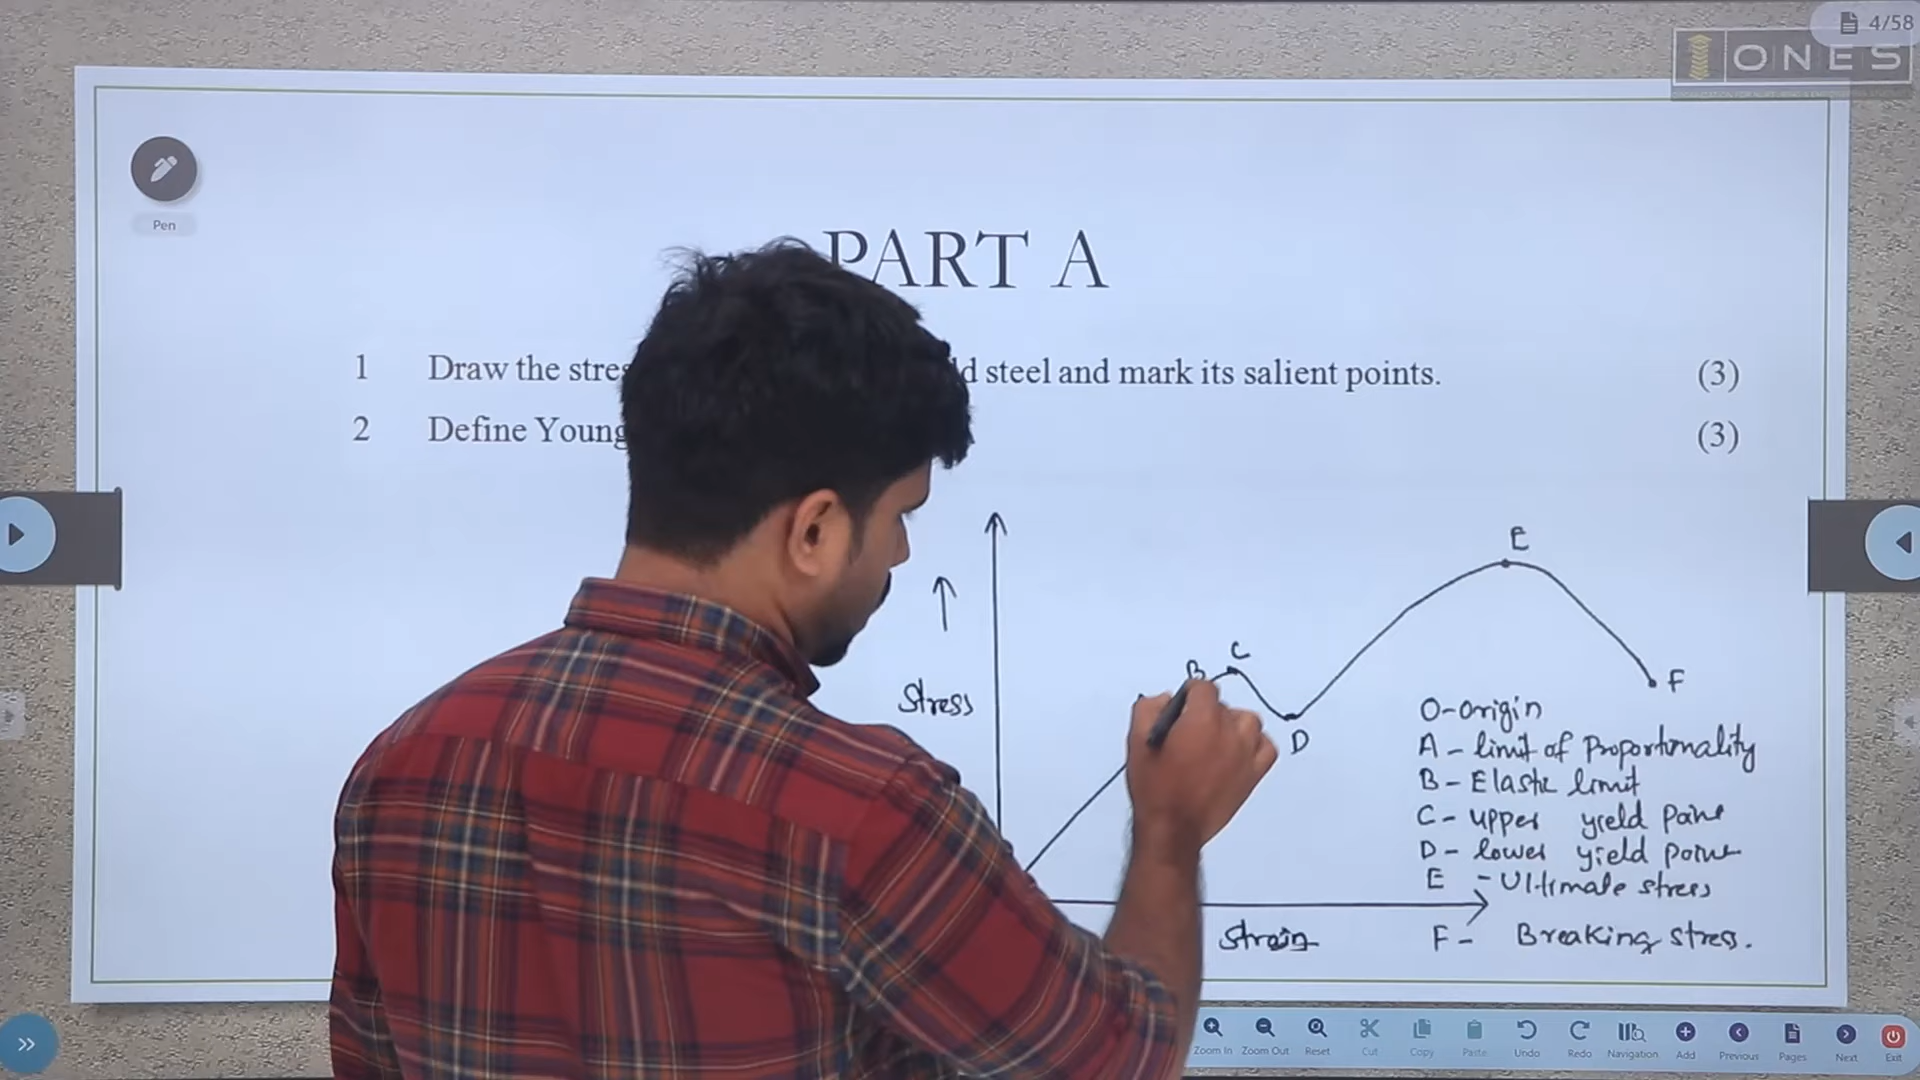 4/58
ONES
Pen
PART A
1 Draw the stres d steel and mark its salient points. (3)
2 Define Young (3)
E
C
B
F
Stress
D
O-origin
A - limit of proportionality
B - Elastic limit
C - upper yield point
D - lower yield point
E - Ultimate stress
Strain
F - Breaking stress.
Zoom In Zoom Out Reset Cut Copy Paste Undo Redo Navigation Add Previous Pages Next Exit